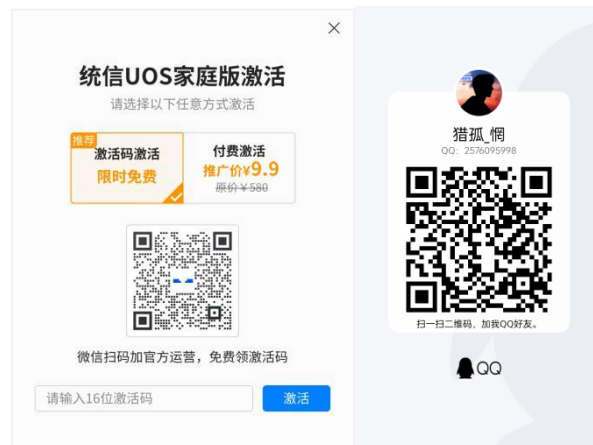 统信UOS家庭版激活
请选择以下任意方式激活
推荐
激活码激活
限时免费
付费激活
推广价¥9.9
原价¥580
微信扫码加官方运营，免费领激活码
请输入16位激活码
激活
猎孤_惘
QQ：2576095998
扫一扫二维码，加我QQ好友。
QQ